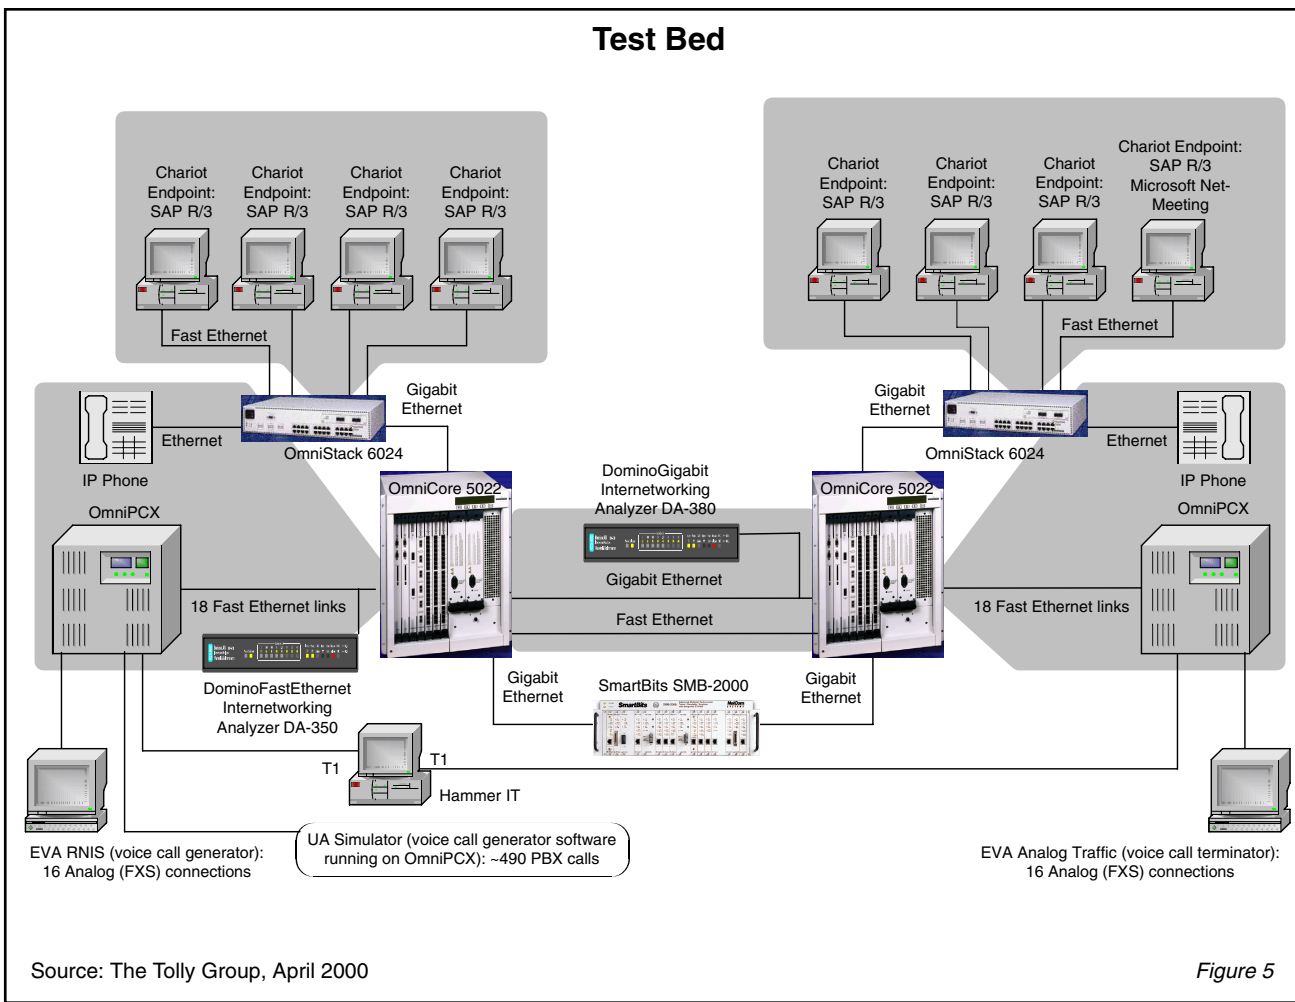 Test Bed
Chariot
Endpoint:
SAP R/3
Chariot
Endpoint:
SAP R/3
Chariot
Endpoint:
SAP R/3
Chariot
Endpoint:
SAP R/3
Fast Ethernet
Chariot
Endpoint:
SAP R/3
Chariot
Endpoint:
SAP R/3
Chariot
Endpoint:
SAP R/3
Chariot Endpoint:
SAP R/3
Microsoft Net-
Meeting
Fast Ethernet
Gigabit
Ethernet
Ethernet
OmniStack 6024
IP Phone
Gigabit
Ethernet
Ethernet
OmniStack 6024
IP Phone
OmniPCX
OmniCore 5022
DominoGigabit
Internetworking
Analyzer DA-380
OmniCore 5022
OmniPCX
Gigabit Ethernet
18 Fast Ethernet links
Fast Ethernet
18 Fast Ethernet links
DominoFastEthernet
Internetworking
Analyzer DA-350
Gigabit
Ethernet
SmartBits SMB-2000
SmartBits
NetCom
Gigabit
Ethernet
T1
T1
Hammer IT
UA Simulator (voice call generator software
running on OmniPCX): ~490 PBX calls
EVA RNIS (voice call generator):
16 Analog (FXS) connections
EVA Analog Traffic (voice call terminator):
16 Analog (FXS) connections
Source: The Tolly Group, April 2000
Figure 5